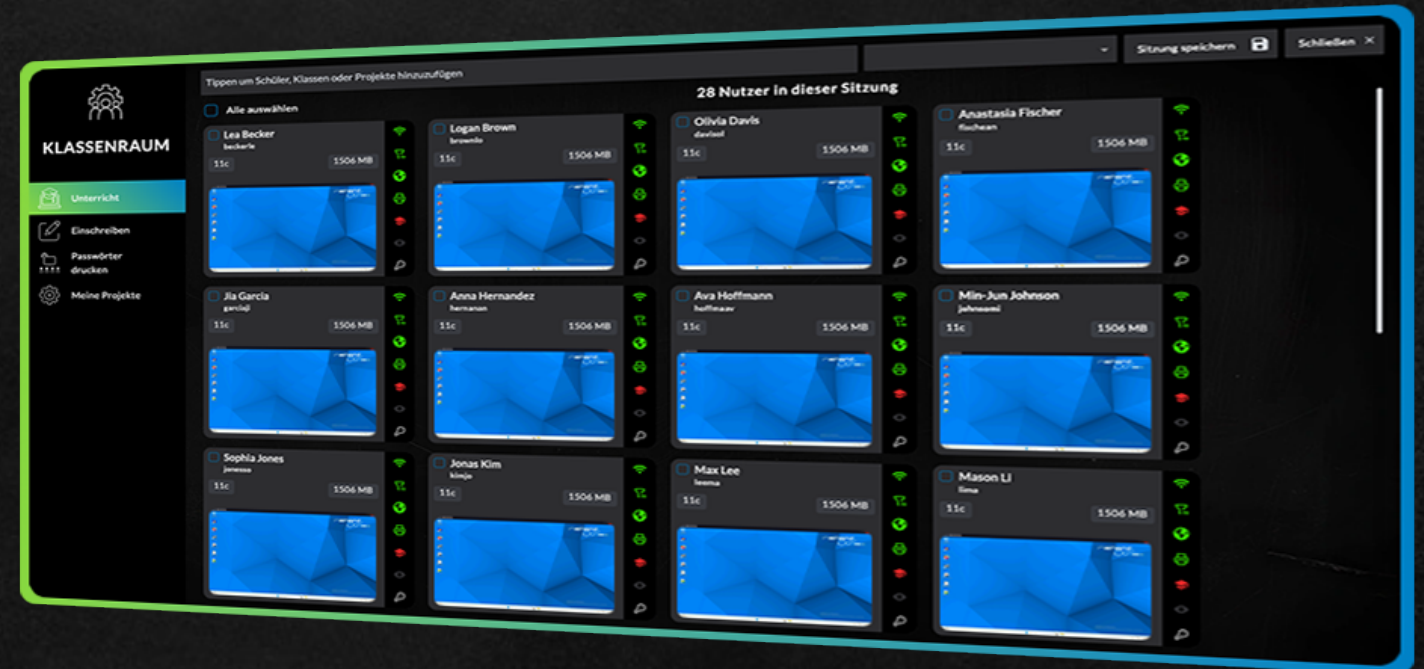 Tippen um Schüler, Klassen oder Projekte hinzuzufügen
Sitzung speichern
Schließen ×
KLASSENRAUM
Unterricht
Einschreiben
Passwörter
drucken
Meine Projekte
28 Nutzer in dieser Sitzung
Alle auswählen
Lea Becker
beckerle
11c 1506 MB
Logan Brown
brownlo
11c 1506 MB
Olivia Davis
davisol
11c 1506 MB
Anastasia Fischer
fischean
11c 1506 MB
Jia Garcia
garciaji
11c 1506 MB
Anna Hernandez
hernanan
11c 1506 MB
Ava Hoffmann
hoffmaav
11c 1506 MB
Min-Jun Johnson
johnsomi
11c 1506 MB
Sophia Jones
jonesso
11c 1506 MB
Jonas Kim
kimjo
11c 1506 MB
Max Lee
leema
11c 1506 MB
Mason Li
lima
11c 1506 MB